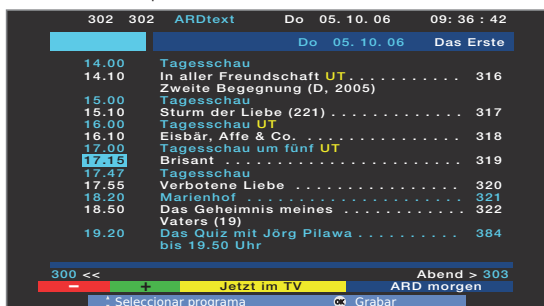 302 302 ARDtext Do 05. 10. 06 09: 36 : 42
Do 05. 10. 06 Das Erste
14.00 Tagesschau
14.10 In aller Freundschaft UT . . . . . . . . . . . 316
Zweite Begegnung (D, 2005)
15.00 Tagesschau
15.10 Sturm der Liebe (221) . . . . . . . . . . . . 317
16.00 Tagesschau UT
16.10 Eisbär, Affe & Co. . . . . . . . . . . . . . . 318
17.00 Tagesschau um fünf UT
17.15 Brisant . . . . . . . . . . . . . . . . . . . . . 319
17.47 Tagesschau
17.55 Verbotene Liebe . . . . . . . . . . . . . . . 320
18.20 Marienhof . . . . . . . . . . . . . . . . . . . 321
18.50 Das Geheimnis meines . . . . . . . . . . . 322
Vaters (19)
19.20 Das Quiz mit Jörg Pilawa . . . . . . . . . . 384
bis 19.50 Uhr
300 << Abend > 303
− + Jetzt im TV ARD morgen
Seleccionar programa OK Grabar